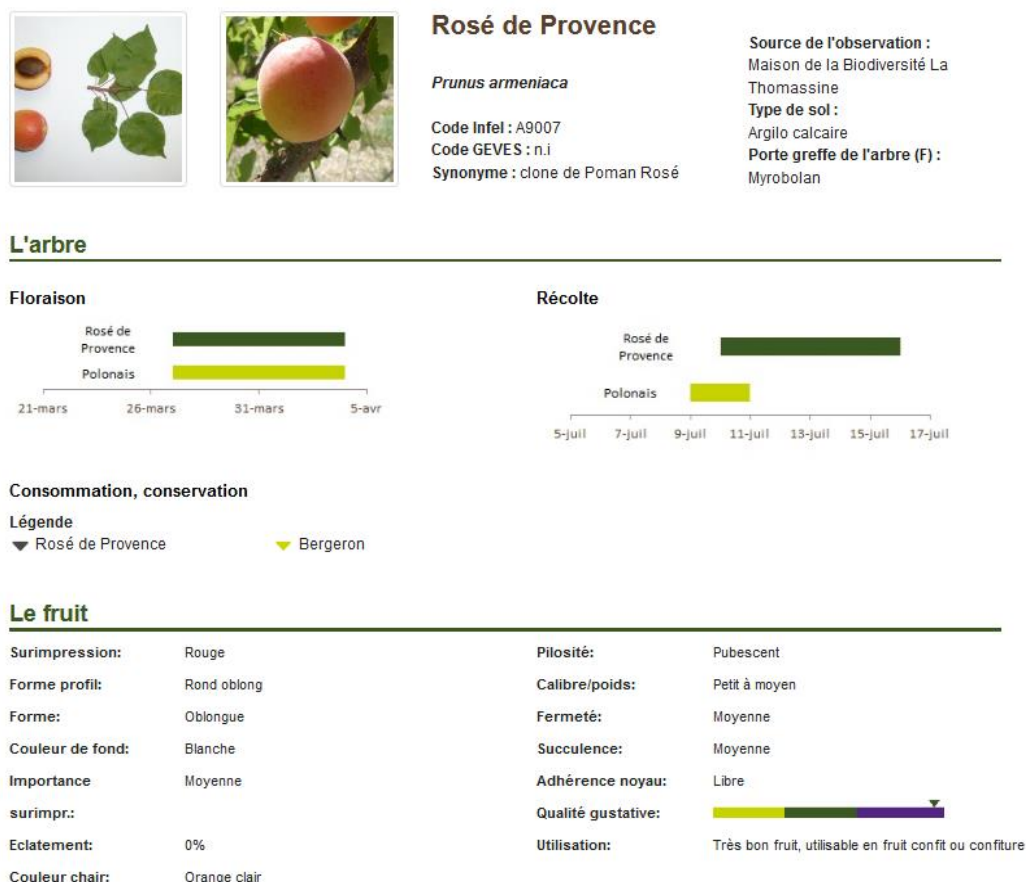 Rosé de Provence
Prunus armeniaca
Code Infel : A9007
Code GEVES : n.i
Synonyme : clone de Poman Rosé
Source de l'observation :
Maison de la Biodiversité La
Thomassine
Type de sol :
Argilo calcaire
Porte greffe de l'arbre (F) :
Myrobolan
L'arbre
Floraison
Rosé de
Provence
Polonais
21-mars 26-mars 31-mars 5-avr
Récolte
Rosé de
Provence
Polonais
5-juil 7-juil 9-juil 11-juil 13-juil 15-juil 17-juil
Consommation, conservation
Légende
Rosé de Provence Bergeron
Le fruit
Surimpression: Rouge
Forme profil: Rond oblong
Forme: Oblongue
Couleur de fond: Blanche
Importance Moyenne
surimpr.:
Eclatement: 0%
Couleur chair: Orange clair
Pilosité: Pubescent
Calibre/poids: Petit à moyen
Fermeté: Moyenne
Succulence: Moyenne
Adhérence noyau: Libre
Qualité gustative:
Utilisation: Très bon fruit, utilisable en fruit confit ou confiture